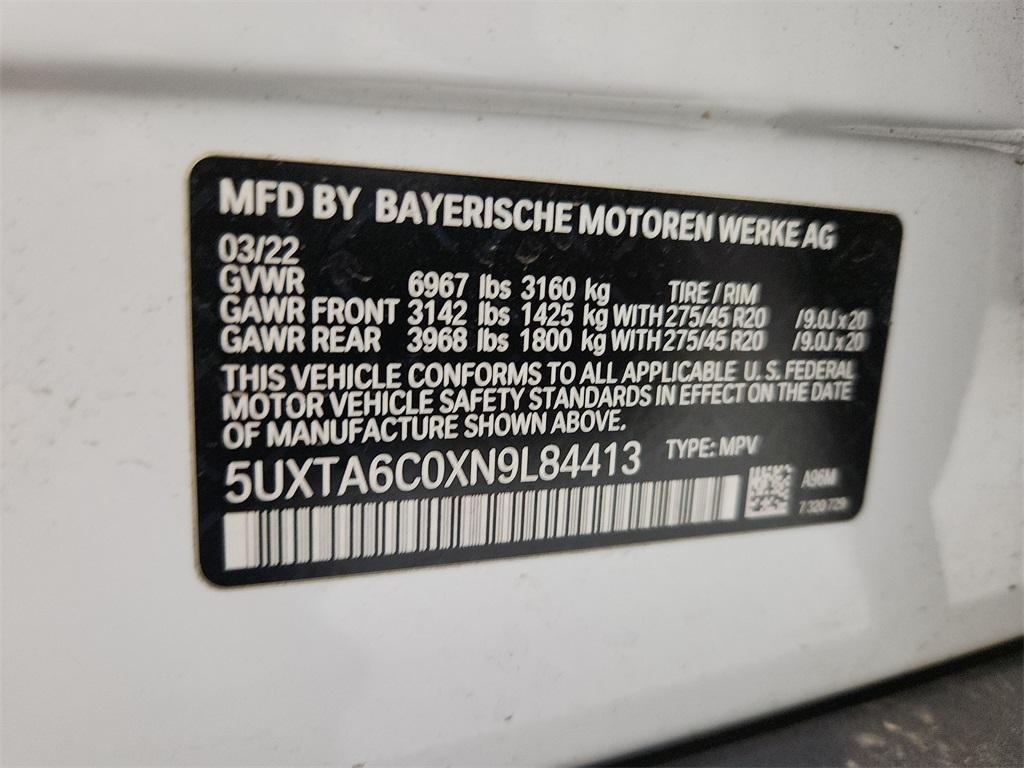 MFD BY BAYERISCHE MOTOREN WERKE AG
03/22
GVWR 6967 lbs 3160 kg TIRE / RIM
GAWR FRONT 3142 lbs 1425 kg WITH 275/45 R20 /9.0J x 20
GAWR REAR 3968 lbs 1800 kg WITH 275/45 R20 /9.0J x 20
THIS VEHICLE CONFORMS TO ALL APPLICABLE U. S. FEDERAL
MOTOR VEHICLE SAFETY STANDARDS IN EFFECT ON THE DATE
OF MANUFACTURE SHOWN ABOVE.
5UXTA6C0XN9L84413 TYPE: MPV
A96M
7 320 729